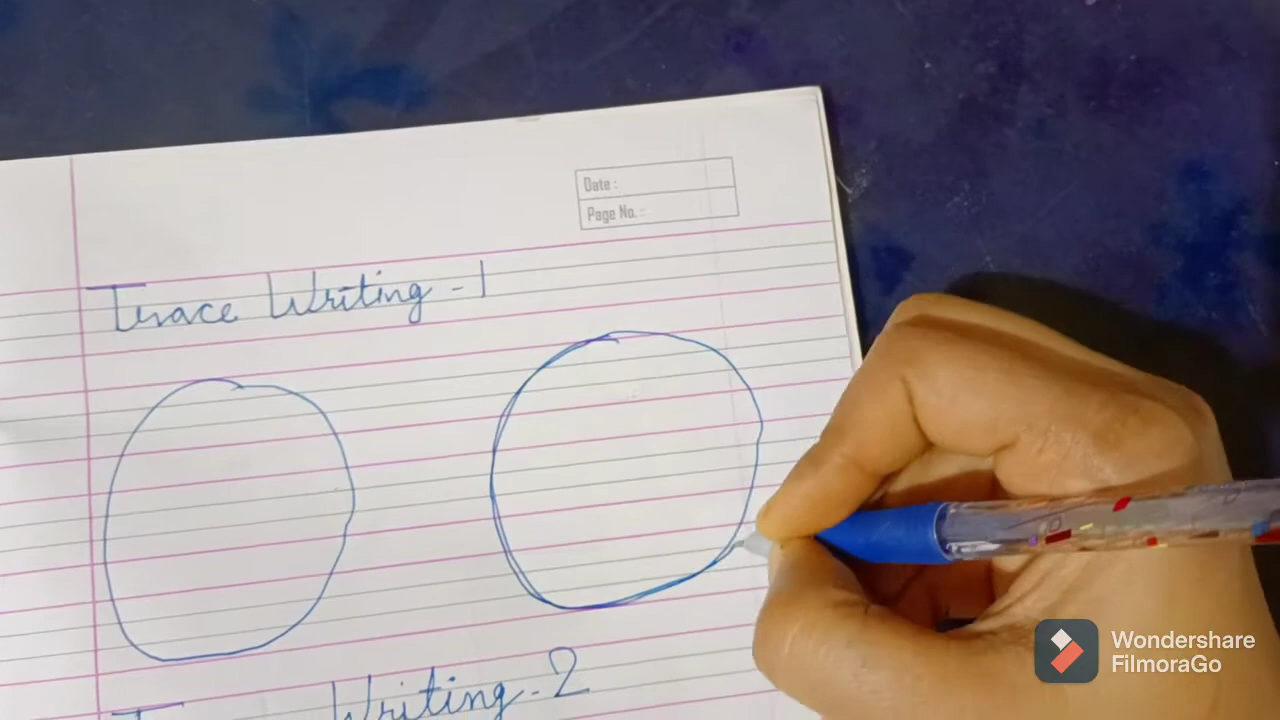 Date :
Page No. :
Trace Writing - 1
Writing - 2
Wondershare
FilmoraGo